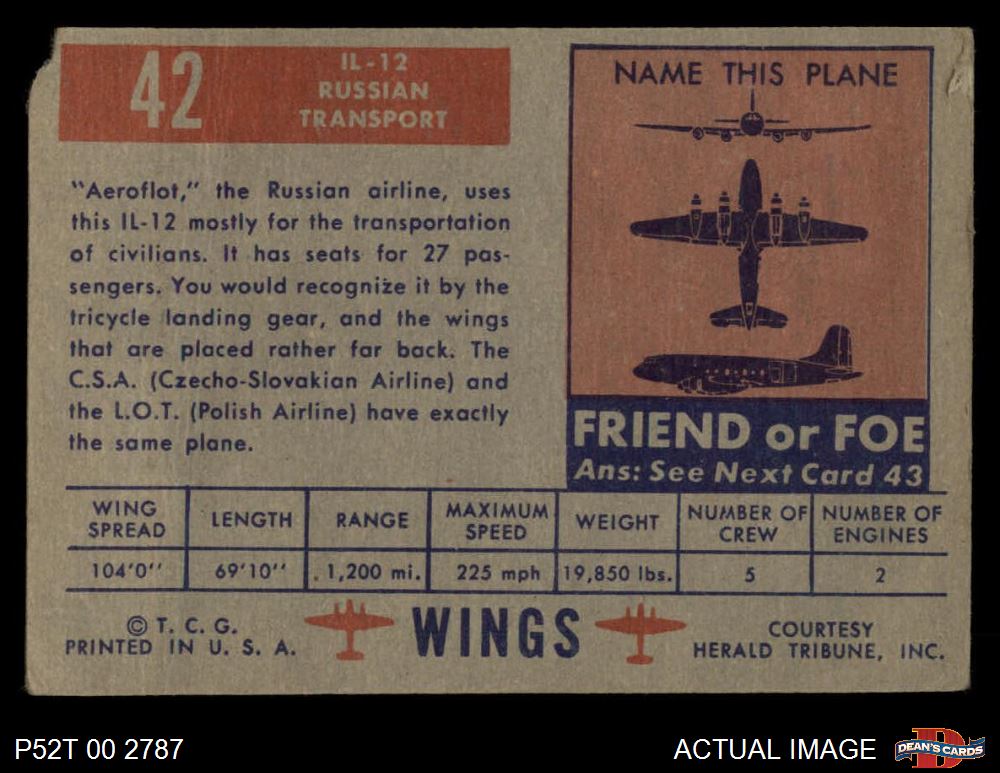 42
IL-12
RUSSIAN
TRANSPORT
"Aeroflot," the Russian airline, uses
this IL-12 mostly for the transportation
of civilians. It has seats for 27 pas-
sengers. You would recognize it by the
tricycle landing gear, and the wings
that are placed rather far back. The
C.S.A. (Czecho-Slovakian Airline) and
the L.O.T. (Polish Airline) have exactly
the same plane.
NAME THIS PLANE
FRIEND or FOE
Ans: See Next Card 43
WING SPREAD LENGTH RANGE MAXIMUM SPEED WEIGHT NUMBER OF CREW NUMBER OF ENGINES
104'0'' 69'10'' 1,200 mi. 225 mph 19,850 lbs. 5 2
© T. C. G.
PRINTED IN U. S. A.
WINGS
COURTESY
HERALD TRIBUNE, INC.
P52T 00 2787
ACTUAL IMAGE
D
DEAN'S CARDS